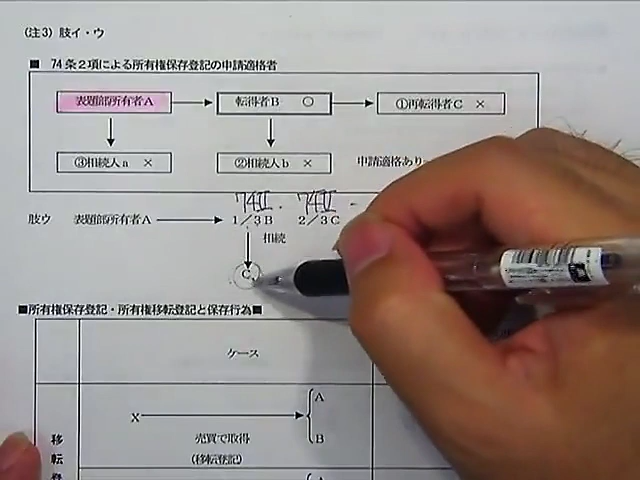 (注3) 肢イ・ウ
■ 74条2項による所有権保存登記の申請適格者
表題部所有者A 転得者B ○ ①再転得者C ×
③相続人a × ②相続人b × 申請適格あり
74Ⅱ. 74Ⅱ
肢ウ 表題部所有者A 1/3B 2/3C
相続
C
■所有権保存登記・所有権移転登記と保存行為■
ケース
X A
B
売買で取得
(移転登記)
移
転
登
A